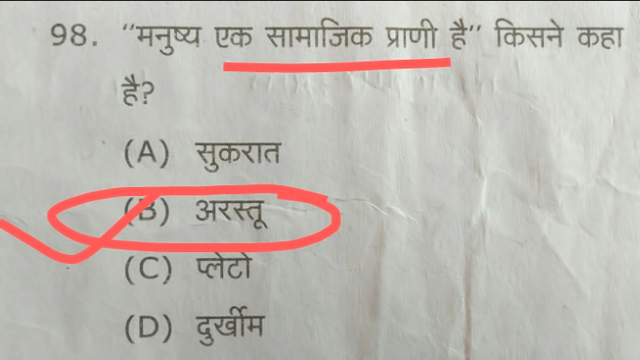 98. “मनुष्य एक सामाजिक प्राणी है” किसने कहा
है?
(A) सुकरात
(B) अरस्तू
(C) प्लेटो
(D) दुर्खीम